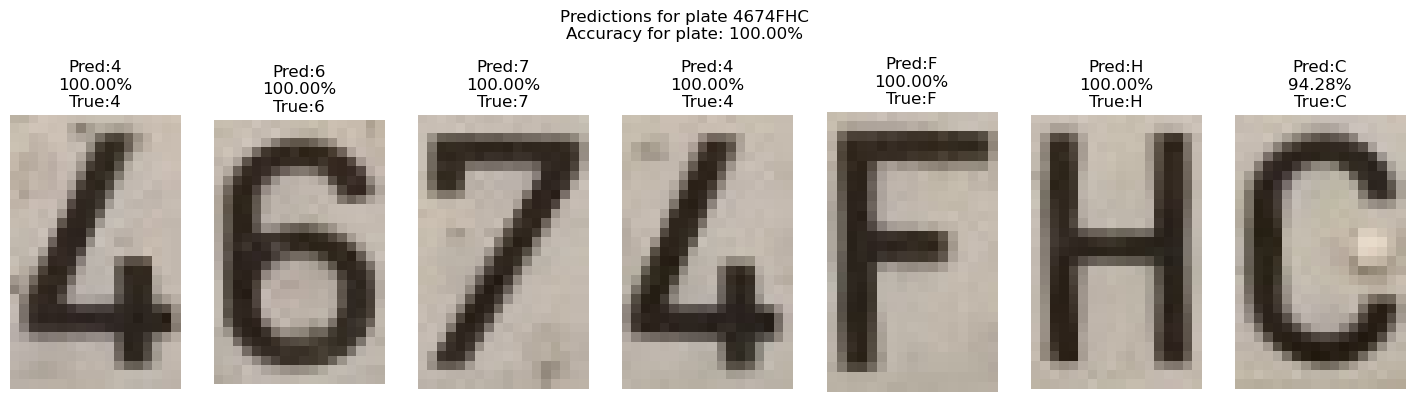 Predictions for plate 4674FHC
Accuracy for plate: 100.00%
Pred:4
100.00%
True:4
Pred:6
100.00%
True:6
Pred:7
100.00%
True:7
Pred:4
100.00%
True:4
Pred:F
100.00%
True:F
Pred:H
100.00%
True:H
Pred:C
94.28%
True:C
4 6 7 4 F H C